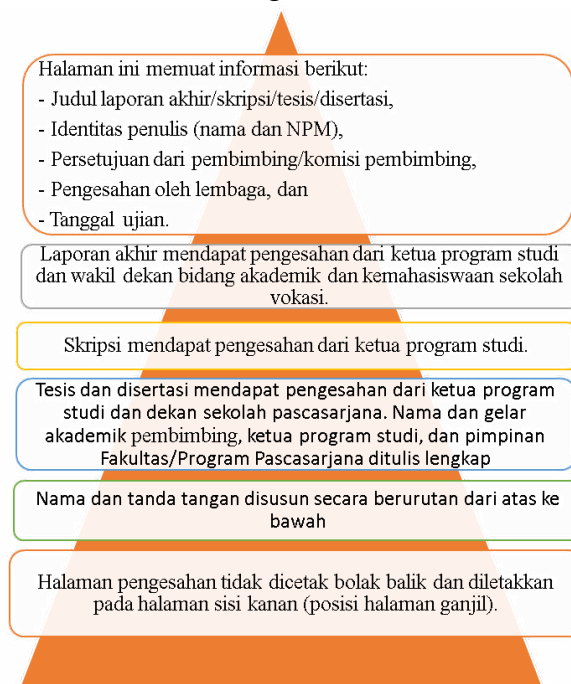 Halaman ini memuat informasi berikut:
- Judul laporan akhir/skripsi/tesis/disertasi,
- Identitas penulis (nama dan NPM),
- Persetujuan dari pembimbing/komisi pembimbing,
- Pengesahan oleh lembaga, dan
- Tanggal ujian.
Laporan akhir mendapat pengesahan dari ketua program studi
dan wakil dekan bidang akademik dan kemahasiswaan sekolah
vokasi.
Skripsi mendapat pengesahan dari ketua program studi.
Tesis dan disertasi mendapat pengesahan dari ketua program
studi dan dekan sekolah pascasarjana. Nama dan gelar
akademik pembimbing, ketua program studi, dan pimpinan
Fakultas/Program Pascasarjana ditulis lengkap
Nama dan tanda tangan disusun secara berurutan dari atas ke
bawah
Halaman pengesahan tidak dicetak bolak balik dan diletakkan
pada halaman sisi kanan (posisi halaman ganjil).